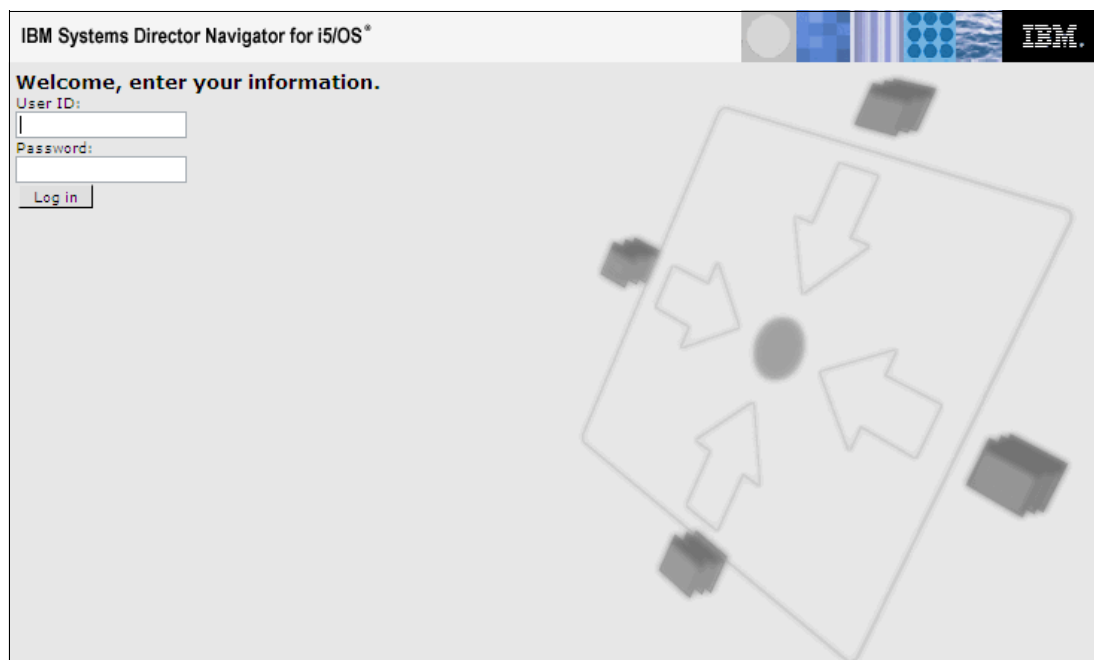 IBM Systems Director Navigator for i5/OS®
IBM.
Welcome, enter your information.
User ID:
Password:
Log in